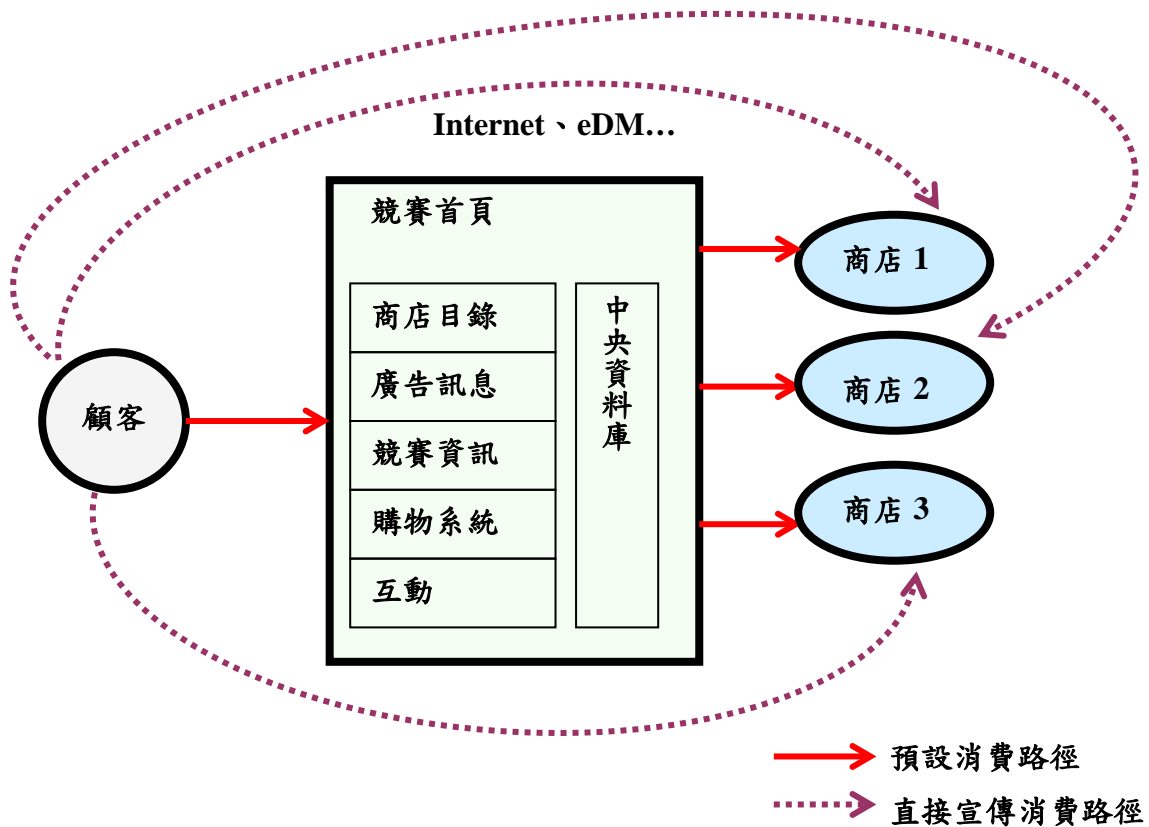 Internet、eDM…
競賽首頁
商店目錄
廣告訊息
競賽資訊
購物系統
互動
中央資料庫
顧客
商店 1
商店 2
商店 3
預設消費路徑
直接宣傳消費路徑